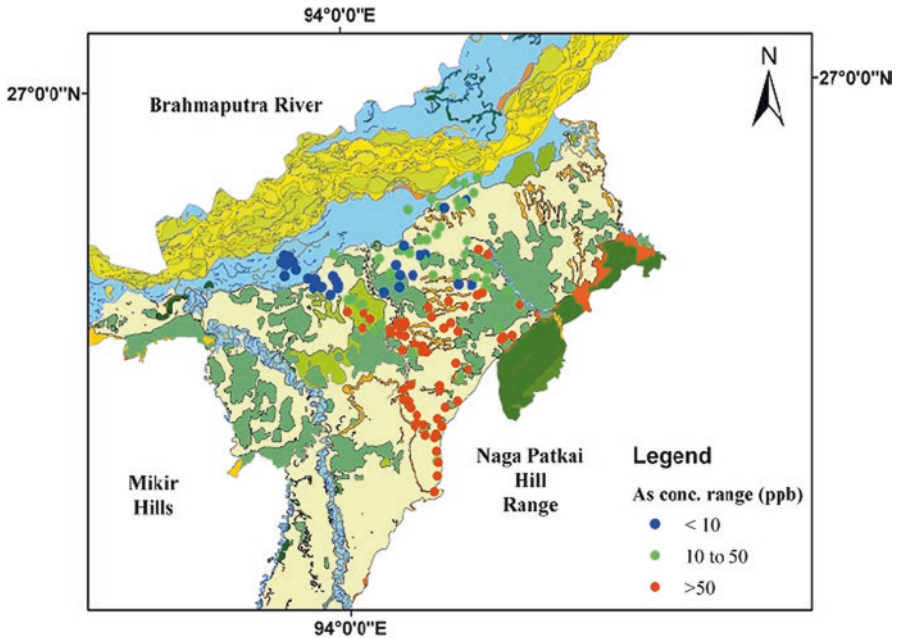 94°0'0"E
27°0'0"N
27°0'0"N
N
Brahmaputra River
Mikir
Hills
Naga Patkai
Hill
Range
Legend
As conc. range (ppb)
< 10
10 to 50
>50
94°0'0"E